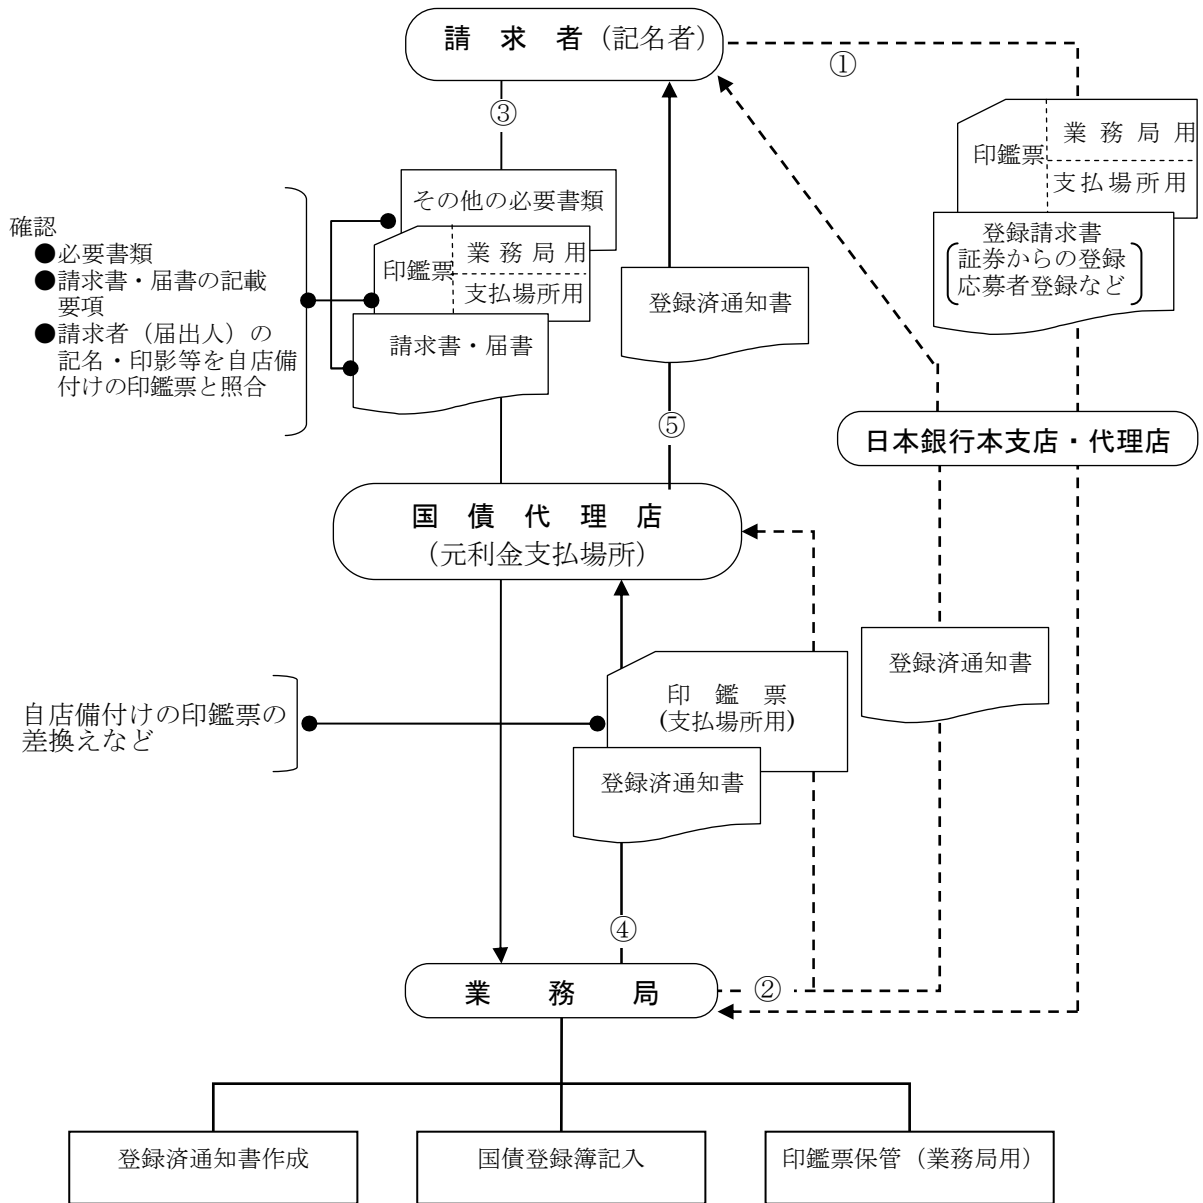 請求者（記名者）
①
③
印鑑票
業務局用
支払場所用
登録請求書
証券からの登録
応募者登録など
その他の必要書類
印鑑票
業務局用
支払場所用
請求書・届書
確認
●必要書類
●請求書・届書の記載
要項
●請求者（届出人）の
記名・印影等を自店備
付けの印鑑票と照合
登録済通知書
⑤
日本銀行本支店・代理店
国債代理店
（元利金支払場所）
登録済通知書
印鑑票
(支払場所用)
自店備付けの印鑑票の
差換えなど
登録済通知書
④
業務局
②
登録済通知書作成
国債登録簿記入
印鑑票保管（業務局用）